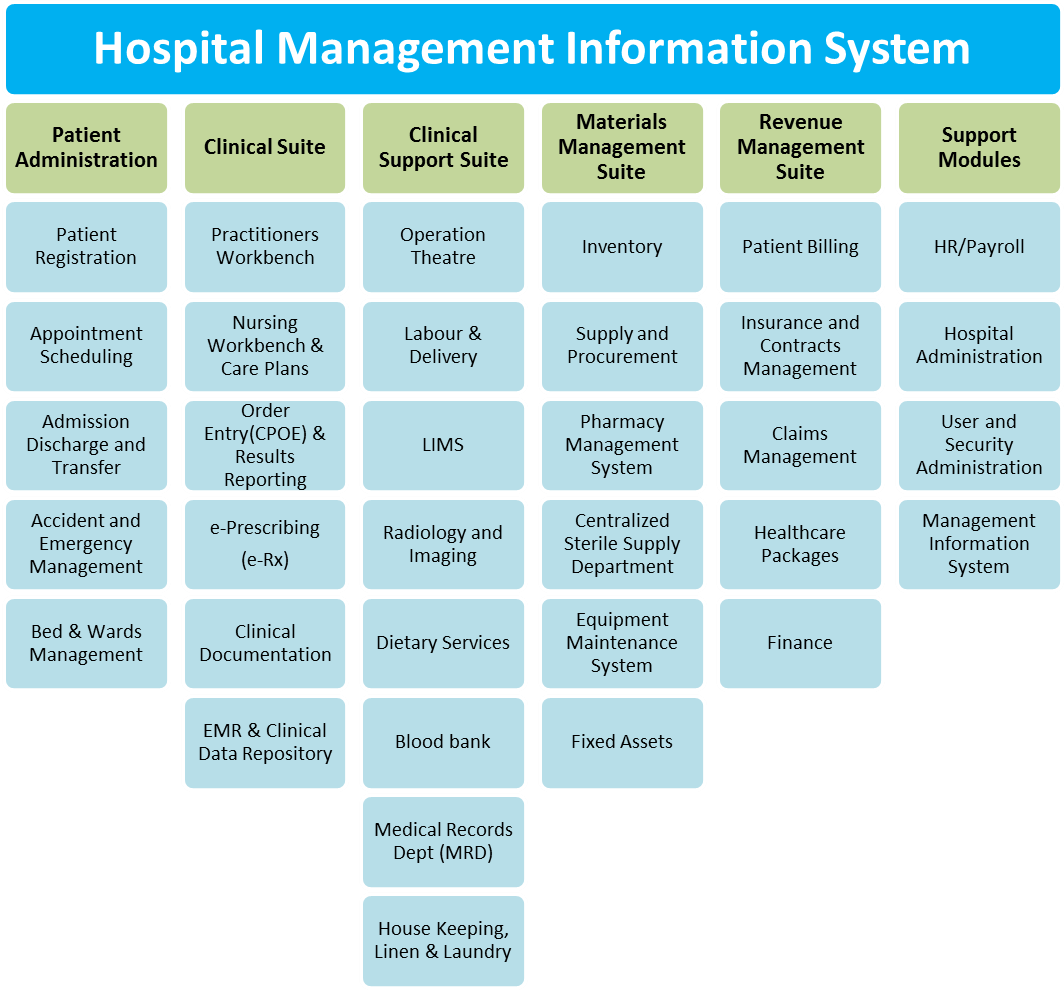 Hospital Management Information System
Patient
Administration
Clinical Suite
Clinical
Support Suite
Materials
Management
Suite
Revenue
Management
Suite
Support
Modules
Patient
Registration
Practitioners
Workbench
Operation
Theatre
Inventory
Patient Billing
HR/Payroll
Appointment
Scheduling
Nursing
Workbench &
Care Plans
Labour &
Delivery
Supply and
Procurement
Insurance and
Contracts
Management
Hospital
Administration
Admission
Discharge and
Transfer
Order
Entry(CPOE) &
Results
Reporting
LIMS
Pharmacy
Management
System
Claims
Management
User and
Security
Administration
Accident and
Emergency
Management
e-Prescribing
(e-Rx)
Radiology and
Imaging
Centralized
Sterile Supply
Department
Healthcare
Packages
Management
Information
System
Bed & Wards
Management
Clinical
Documentation
Dietary Services
Equipment
Maintenance
System
Finance
EMR & Clinical
Data Repository
Blood bank
Fixed Assets
Medical Records
Dept (MRD)
House Keeping,
Linen & Laundry